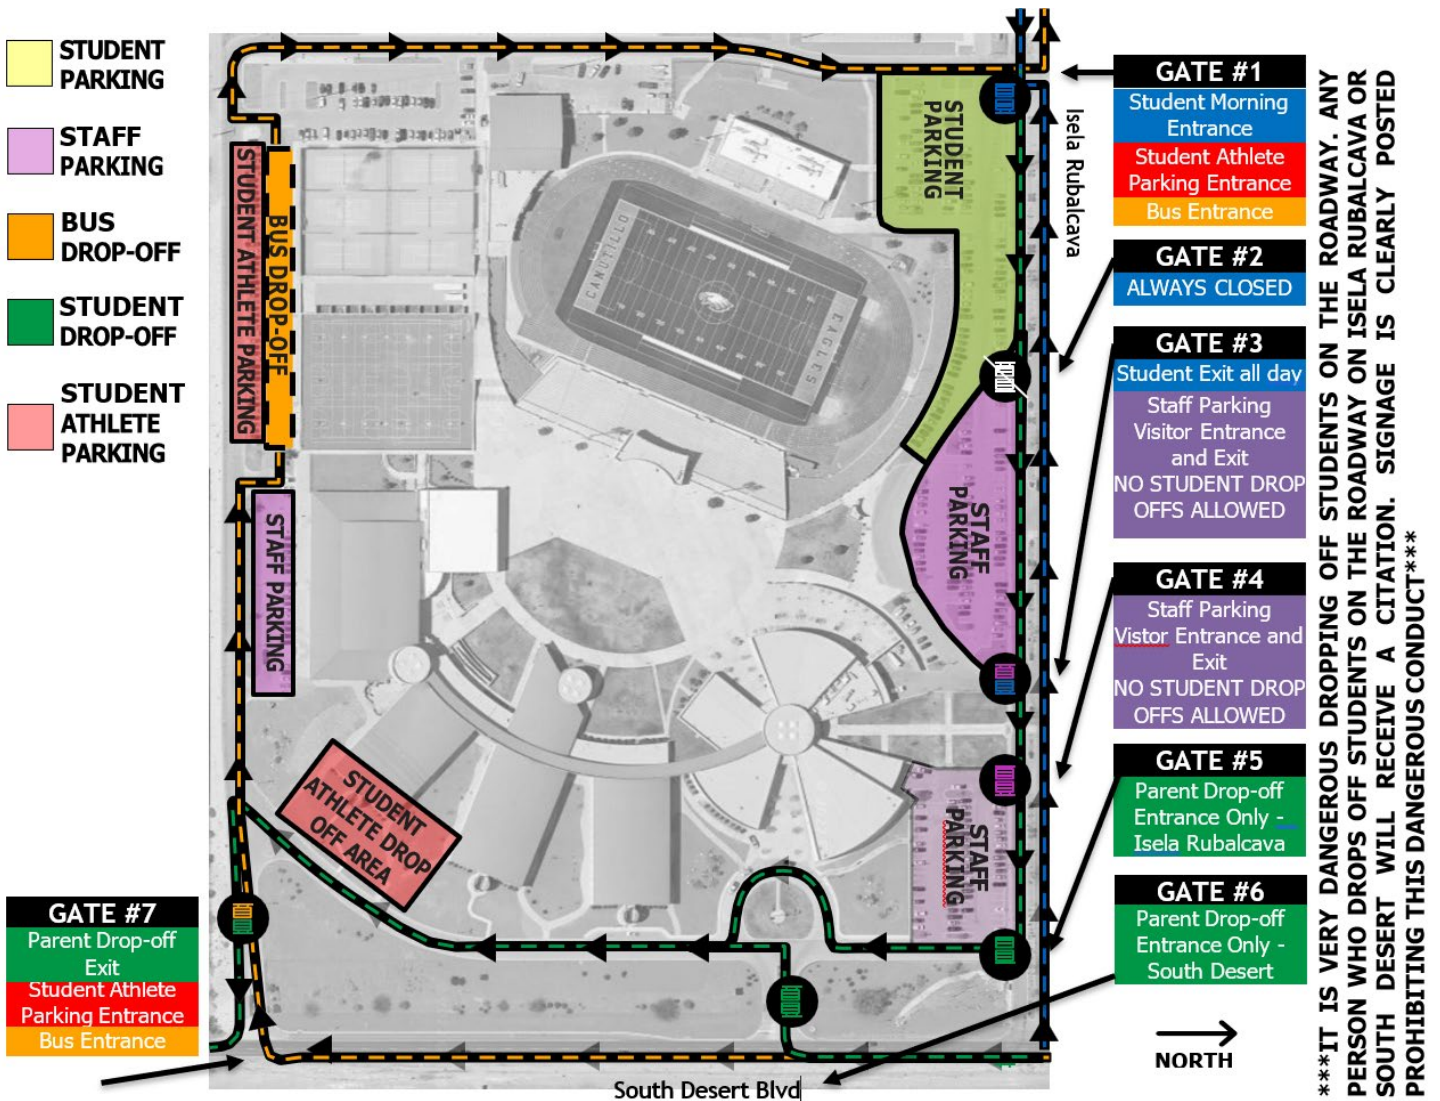 STUDENT
PARKING
STAFF
PARKING
BUS
DROP-OFF
STUDENT
DROP-OFF
STUDENT
ATHLETE
PARKING
STUDENT
PARKING
Isela Rubalcava
STUDENT ATHLETE PARKING
BUS DROP-OFF
CANUTILLO
EAGLES
STAFF PARKING
STAFF
PARKING
STUDENT
ATHLETE DROP
OFF AREA
STAFF
PARKING
South Desert Blvd
GATE #1
Student Morning
Entrance
Student Athlete
Parking Entrance
Bus Entrance
GATE #2
ALWAYS CLOSED
GATE #3
Student Exit all day
Staff Parking
Visitor Entrance
and Exit
NO STUDENT DROP
OFFS ALLOWED
GATE #4
Staff Parking
Vistor Entrance and
Exit
NO STUDENT DROP
OFFS ALLOWED
GATE #5
Parent Drop-off
Entrance Only -
Isela Rubalcava
GATE #6
Parent Drop-off
Entrance Only -
South Desert
GATE #7
Parent Drop-off
Exit
Student Athlete
Parking Entrance
Bus Entrance
NORTH
***IT IS VERY DANGEROUS DROPPING OFF STUDENTS ON THE ROADWAY. ANY
PERSON WHO DROPS OFF STUDENTS ON THE ROADWAY ON ISELA RUBALCAVA OR
SOUTH DESERT WILL RECEIVE A CITATION. SIGNAGE IS CLEARLY POSTED
PROHIBITING THIS DANGEROUS CONDUCT***